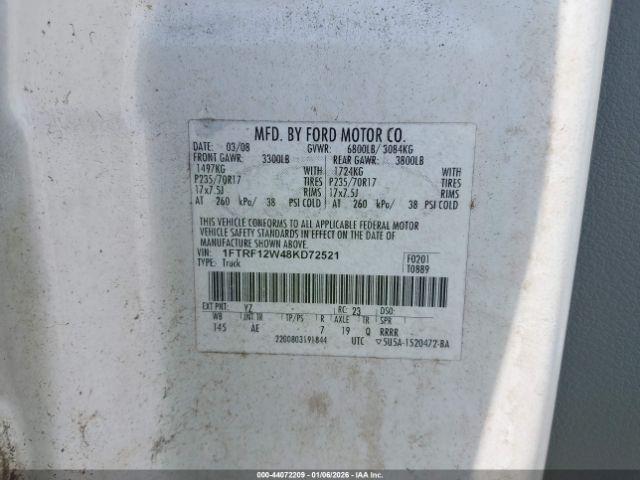 MFD. BY FORD MOTOR CO.
DATE: 03/08 GVWR: 6800LB/ 3084KG
FRONT GAWR: 3300LB REAR GAWR: 3800LB
1497KG WITH 1724KG WITH
P235/70R17 TIRES P235/70R17 TIRES
17x7.5J RIMS 17x7.5J RIMS
AT 260 kPa/ 38 PSI COLD AT 260 kPa/ 38 PSI COLD
THIS VEHICLE CONFORMS TO ALL APPLICABLE FEDERAL MOTOR
VEHICLE SAFETY STANDARDS IN EFFECT ON THE DATE OF
MANUFACTURE SHOWN ABOVE.
VIN: 1FTRF12W48KD72521 F0201
TYPE: Truck T0889
EXT PNT: YZ RC: 23 DSO:
WB INT TR TP/PS R AXLE TR SPR
145 AE 7 19 Q RRRR
2200803191844 UTC ▽5U5A-1520472-BA
000-44072209 | 01/06/2026 - IAA Inc.